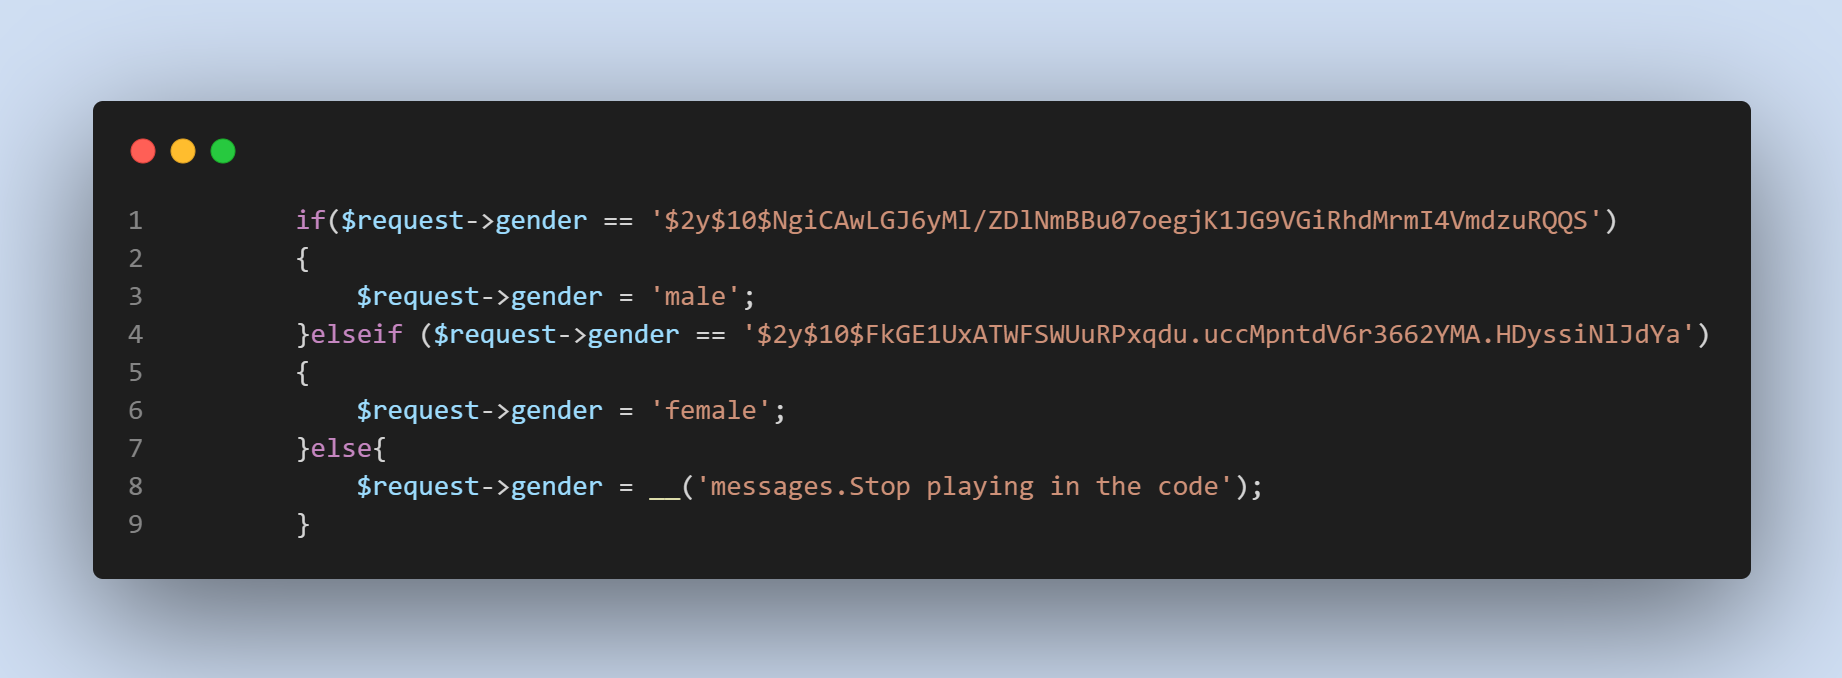 1 if($request->gender == '$2y$10$NgiCAwLGJ6yMl/ZDlNmBBu07oegjK1JG9VGiRhdMrmI4VmdzuRQQS')
2 {
3 $request->gender = 'male';
4 }elseif ($request->gender == '$2y$10$FkGE1UxATWFSWUuRPxqdu.uccMpntdV6r3662YMA.HDyssiNlJdYa')
5 {
6 $request->gender = 'female';
7 }else{
8 $request->gender = __('messages.Stop playing in the code');
9 }